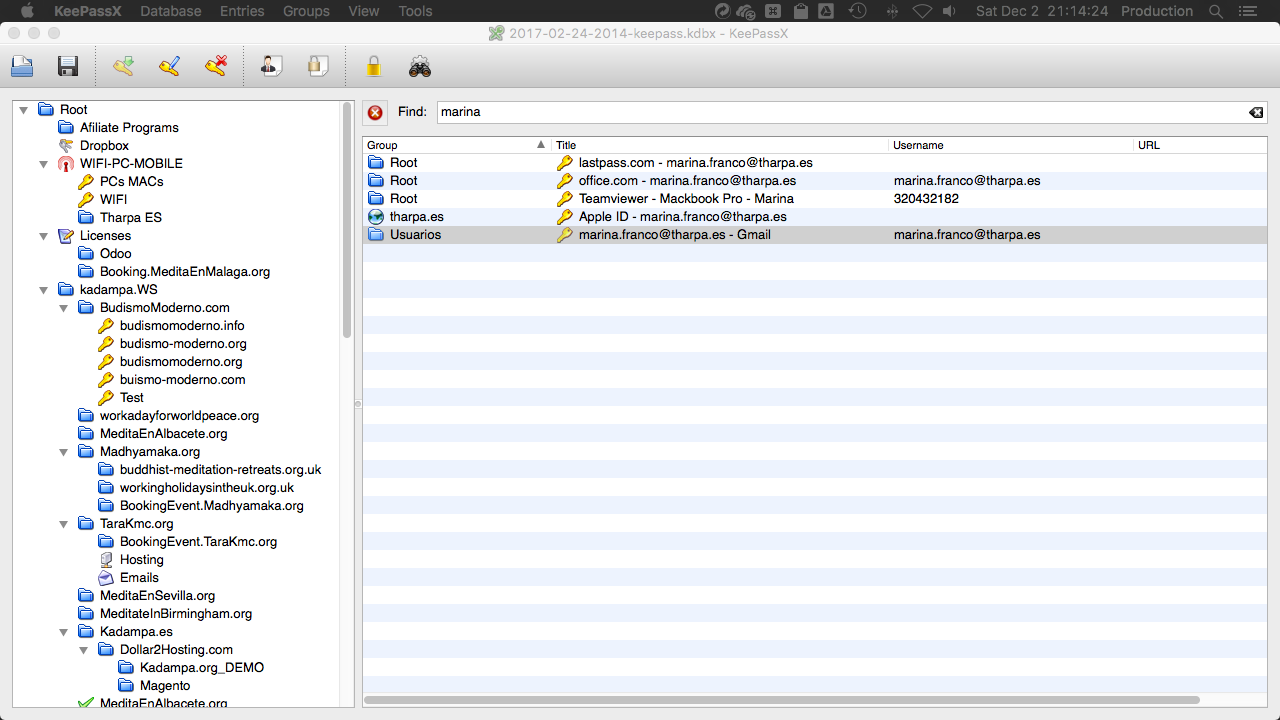 KeePassX Database Entries Groups View Tools Sat Dec 2 21:14:24 Production
2017-02-24-2014-keepass.kdbx - KeePassX
Root
Afiliate Programs
Dropbox
WIFI-PC-MOBILE
PCs MACs
WIFI
Tharpa ES
Licenses
Odoo
Booking.MeditaEnMalaga.org
kadampa.WS
BudismoModerno.com
budismomoderno.info
budismo-moderno.org
budismomoderno.org
buismo-moderno.com
Test
workadayforworldpeace.org
MeditaEnAlbacete.org
Madhyamaka.org
buddhist-meditation-retreats.org.uk
workingholidaysintheuk.org.uk
BookingEvent.Madhyamaka.org
TaraKmc.org
BookingEvent.TaraKmc.org
Hosting
Emails
MeditaEnSevilla.org
MeditateInBirmingham.org
Kadampa.es
Dollar2Hosting.com
Kadampa.org_DEMO
Magento
MeditaEnAlbacete.org
Find: marina
Group Title Username URL
Root lastpass.com - marina.franco@tharpa.es
Root office.com - marina.franco@tharpa.es marina.franco@tharpa.es
Root Teamviewer - Mackbook Pro - Marina 320432182
tharpa.es Apple ID - marina.franco@tharpa.es
Usuarios marina.franco@tharpa.es - Gmail marina.franco@tharpa.es